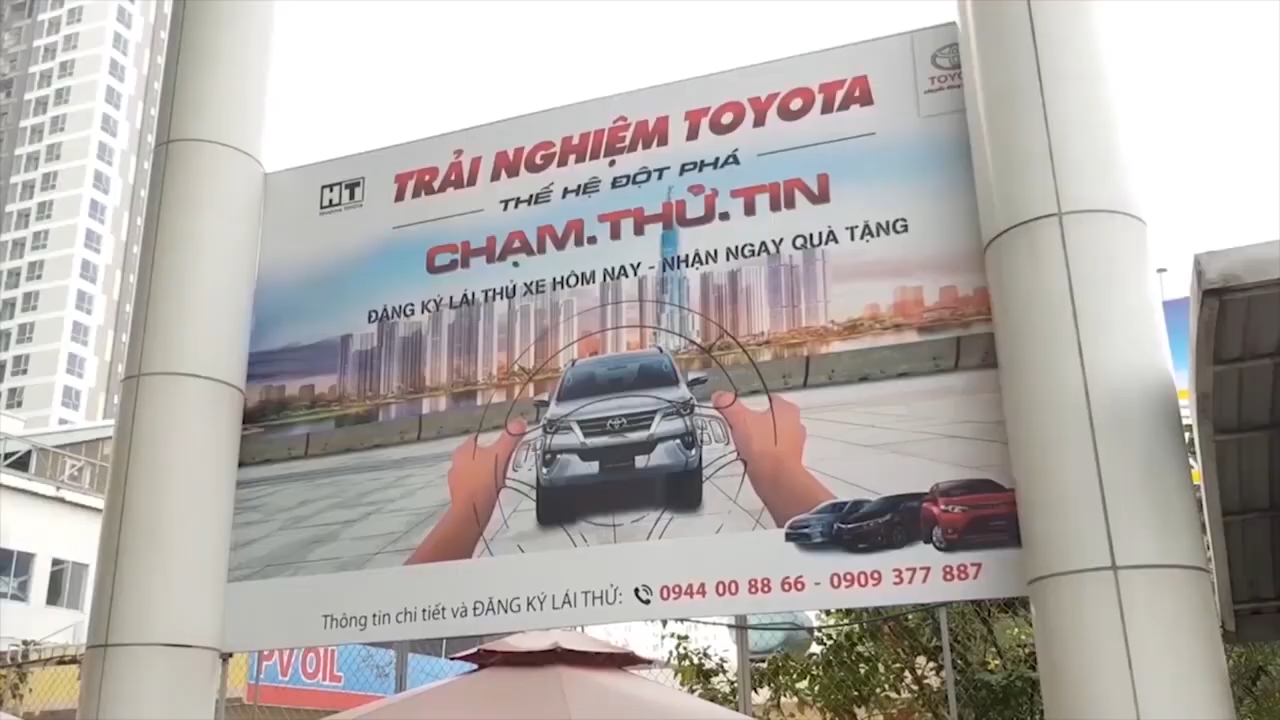 TOYO
HT
TRẢI NGHIỆM TOYOTA
THẾ HỆ ĐỘT PHÁ
CHẠM.THỬ.TIN
ĐĂNG KÝ LÁI THỬ XE HÔM NAY - NHẬN NGAY QUÀ TẶNG
Thông tin chi tiết và ĐĂNG KÝ LÁI THỬ: 0944 00 88 66 - 0909 377 887
PV OIL